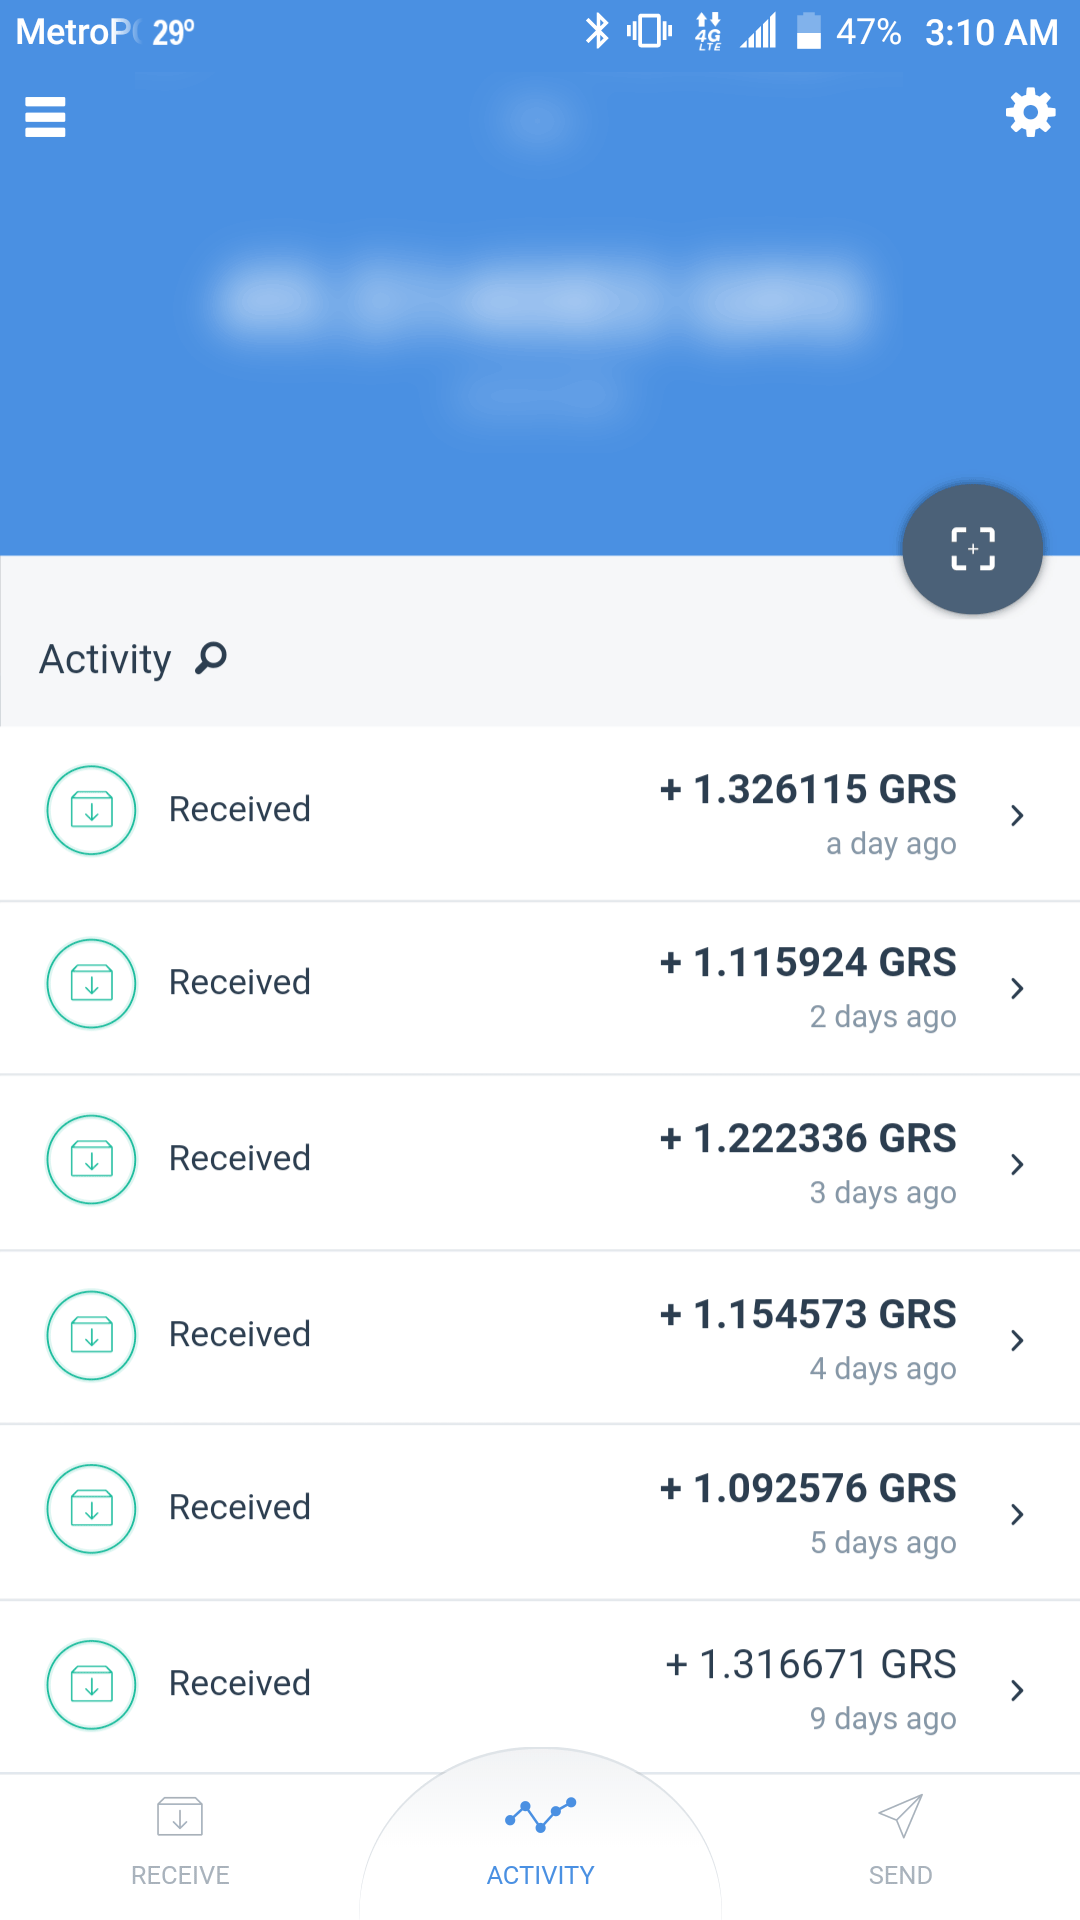 MetroP 29° 47% 3:10 AM
4G LTE
Activity
Received + 1.326115 GRS
a day ago
Received + 1.115924 GRS
2 days ago
Received + 1.222336 GRS
3 days ago
Received + 1.154573 GRS
4 days ago
Received + 1.092576 GRS
5 days ago
Received + 1.316671 GRS
9 days ago
RECEIVE ACTIVITY SEND